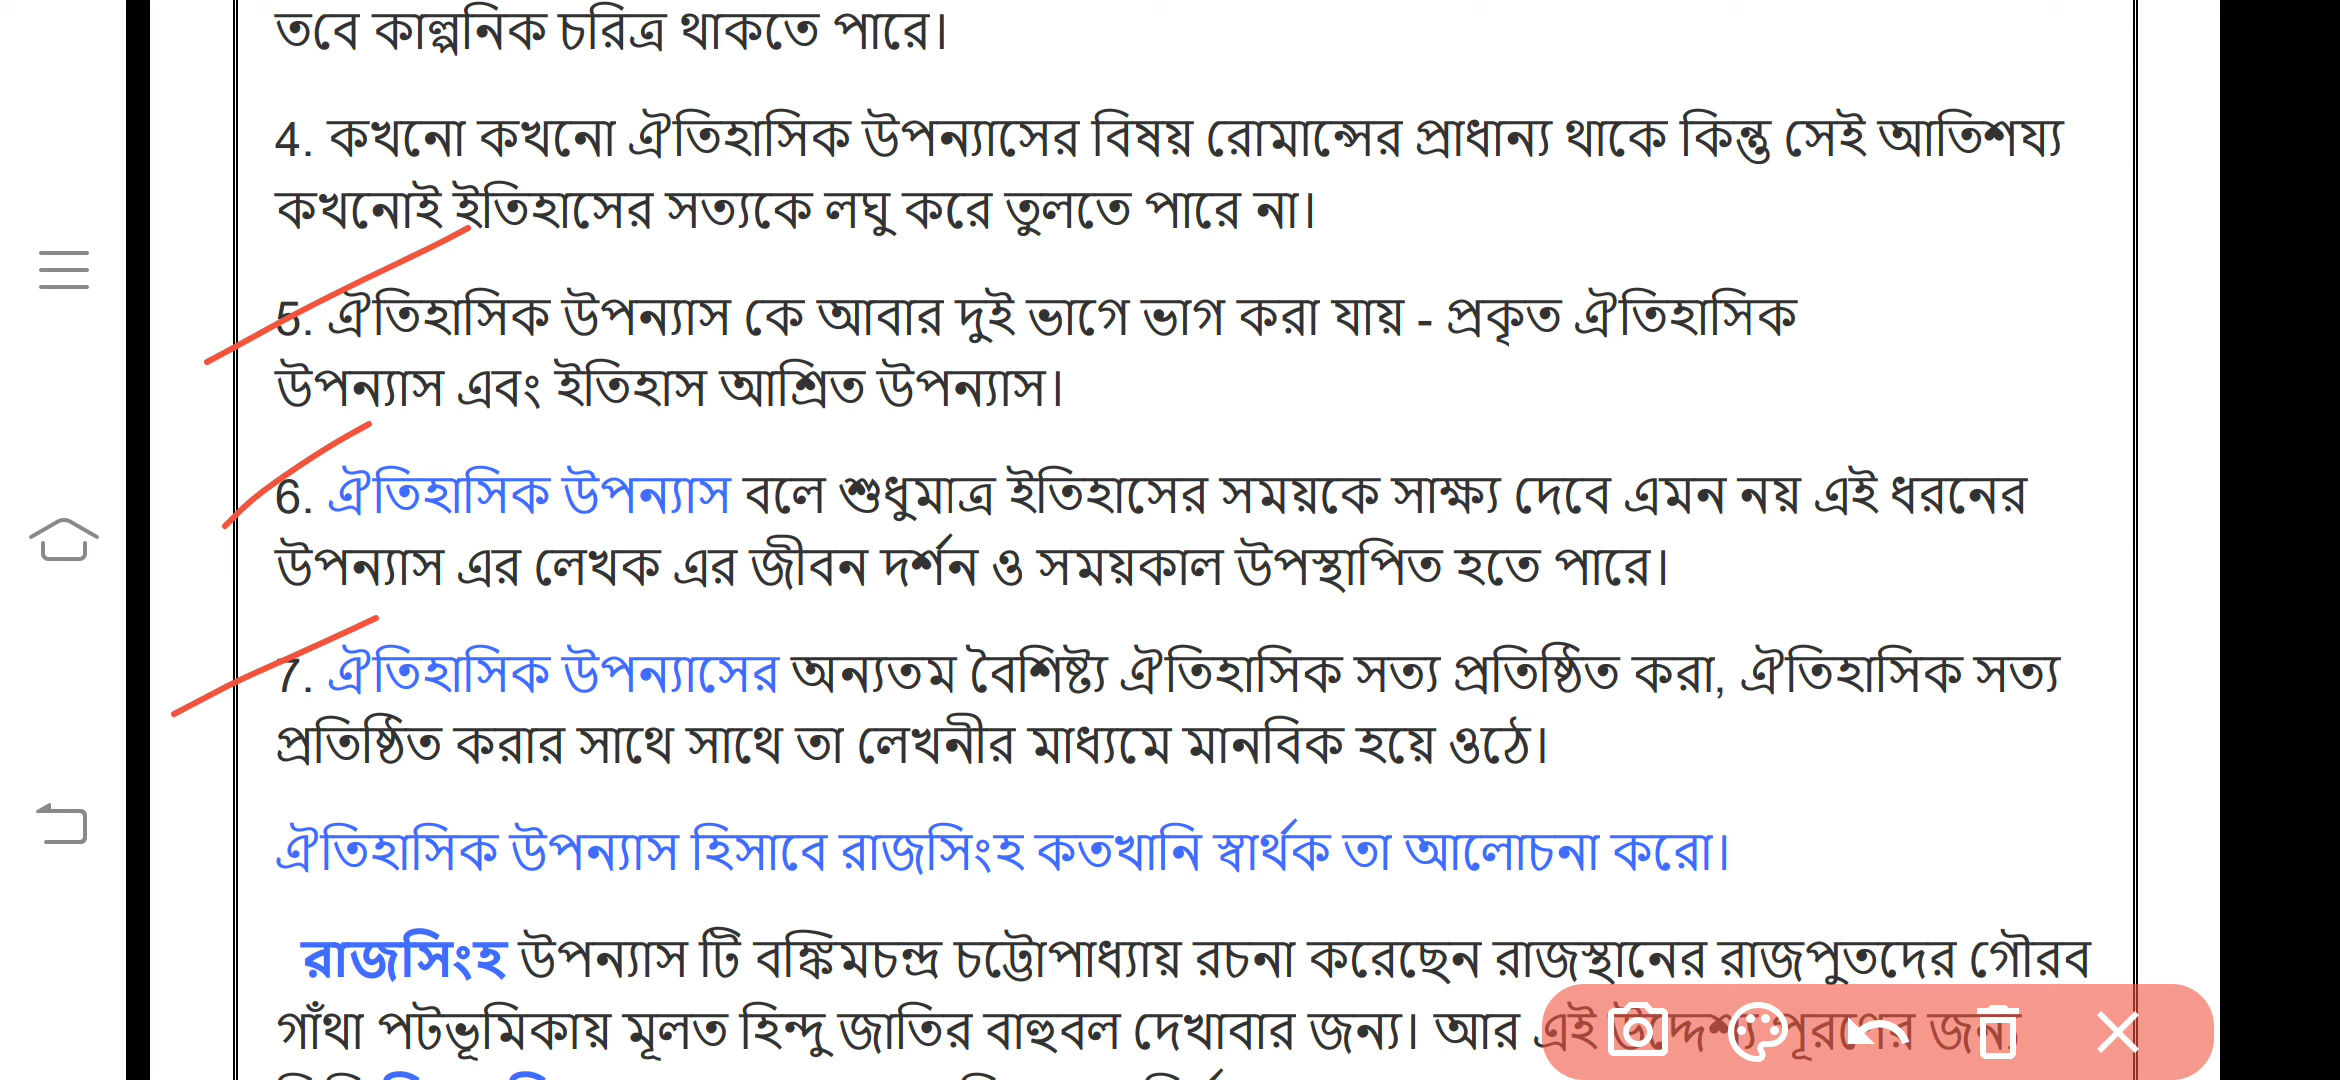 তবে কাল্পনিক চরিত্র থাকতে পারে।
4. কখনো কখনো ঐতিহাসিক উপন্যাসের বিষয় রোমান্সের প্রাধান্য থাকে কিন্তু সেই আতিশয্য
কখনোই ইতিহাসের সত্যকে লঘু করে তুলতে পারে না।
5. ঐতিহাসিক উপন্যাস কে আবার দুই ভাগে ভাগ করা যায় - প্রকৃত ঐতিহাসিক
উপন্যাস এবং ইতিহাস আশ্রিত উপন্যাস।
6. ঐতিহাসিক উপন্যাস বলে শুধুমাত্র ইতিহাসের সময়কে সাক্ষ্য দেবে এমন নয় এই ধরনের
উপন্যাস এর লেখক এর জীবন দর্শন ও সময়কাল উপস্থাপিত হতে পারে।
7. ঐতিহাসিক উপন্যাসের অন্যতম বৈশিষ্ট্য ঐতিহাসিক সত্য প্রতিষ্ঠিত করা, ঐতিহাসিক সত্য
প্রতিষ্ঠিত করার সাথে সাথে তা লেখনীর মাধ্যমে মানবিক হয়ে ওঠে।
ঐতিহাসিক উপন্যাস হিসাবে রাজসিংহ কতখানি স্বার্থক তা আলোচনা করো।
রাজসিংহ উপন্যাস টি বঙ্কিমচন্দ্র চট্টোপাধ্যায় রচনা করেছেন রাজস্থানের রাজপুতদের গৌরব
গাঁথা পটভূমিকায় মূলত হিন্দু জাতির বাহুবল দেখাবার জন্য। আর এই উদ্দেশ্য পূরণের জন্য